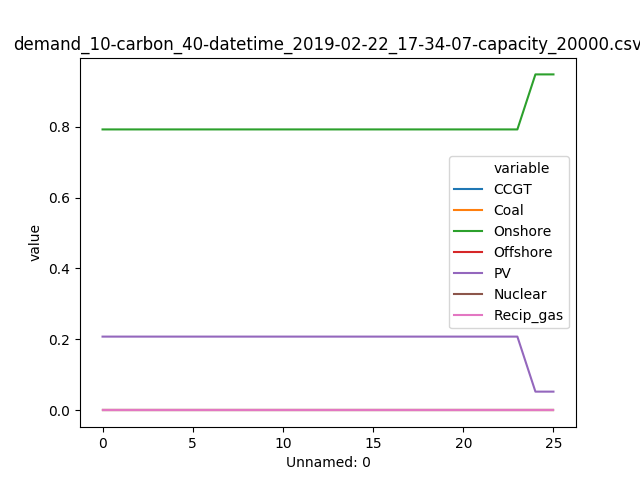 demand_10-carbon_40-datetime_2019-02-22_17-34-07-capacity_20000.csv
value
0.8
0.6
0.4
0.2
0.0
variable
CCGT
Coal
Onshore
Offshore
PV
Nuclear
Recip_gas
0 5 10 15 20 25
Unnamed: 0